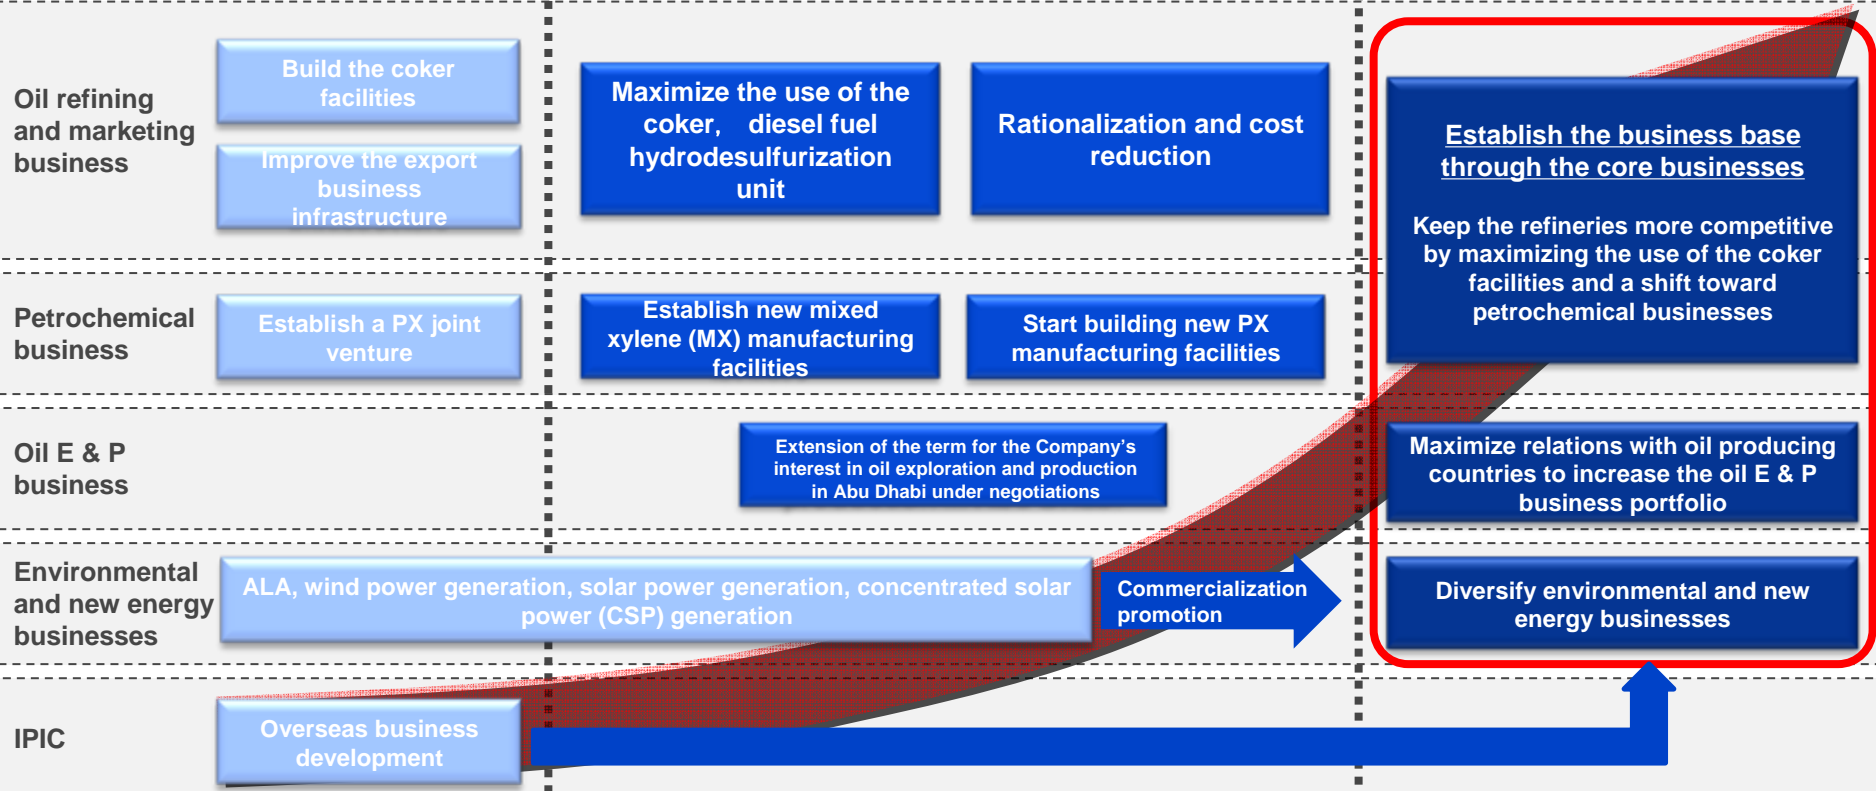 Oil refining
and marketing
business
Build the coker
facilities
Improve the export
business
infrastructure
Maximize the use of the
coker,　diesel fuel
hydrodesulfurization
unit
Rationalization and cost
reduction
Establish the business base
through the core businesses
Keep the refineries more competitive
by maximizing the use of the coker
facilities and a shift toward
petrochemical businesses
Petrochemical
business
Establish a PX joint
venture
Establish new mixed
xylene (MX) manufacturing
facilities
Start building new PX
manufacturing facilities
Oil E & P
business
Extension of the term for the Company's
interest in oil exploration and production
in Abu Dhabi under negotiations
Maximize relations with oil producing
countries to increase the oil E & P
business portfolio
Environmental
and new energy
businesses
ALA, wind power generation, solar power generation, concentrated solar
power (CSP) generation
Commercialization
promotion
Diversify environmental and new
energy businesses
IPIC
Overseas business
development